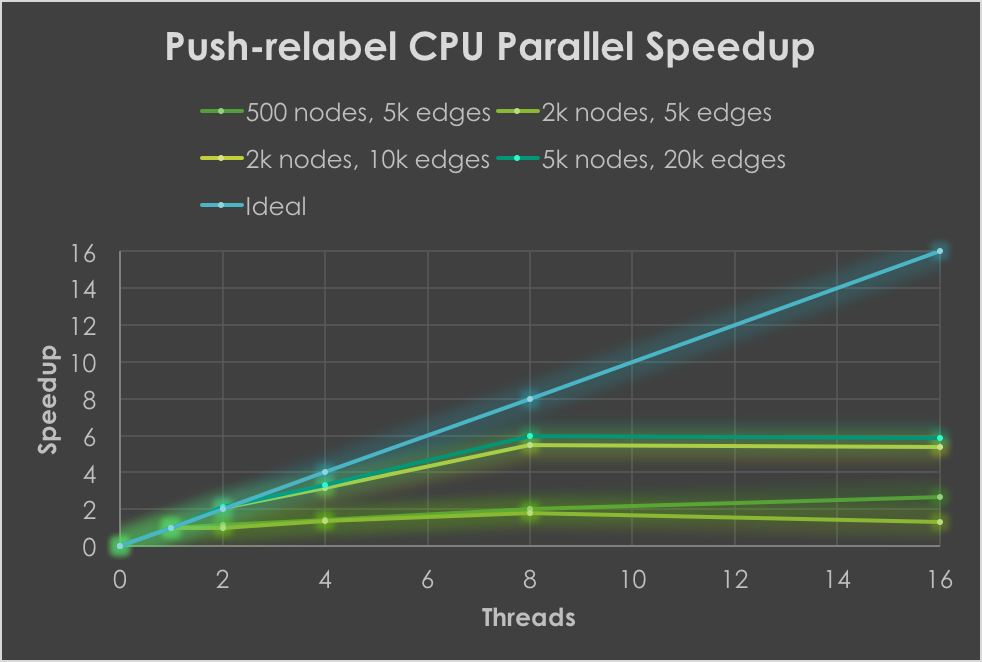 Push-relabel CPU Parallel Speedup
500 nodes, 5k edges 2k nodes, 5k edges
2k nodes, 10k edges 5k nodes, 20k edges
Ideal
16
14
12
10
8
6
4
2
0
Speedup
0 2 4 6 8 10 12 14 16
Threads